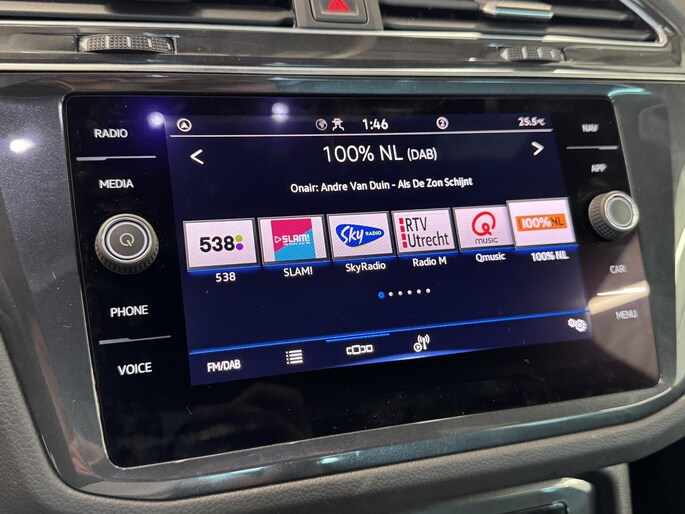 RADIO
MEDIA
PHONE
VOICE
1:46
2
25.5°C
100% NL (DAB)
Onair: Andre Van Duin - Als De Zon Schijnt
538
SLAM!
Sky RADIO
RTV Utrecht
Q MUSIC
100% NL
538
SLAM!
SkyRadio
Radio M
Qmusic
100% NL
FM/DAB
NAV
APP
CAR
MENU